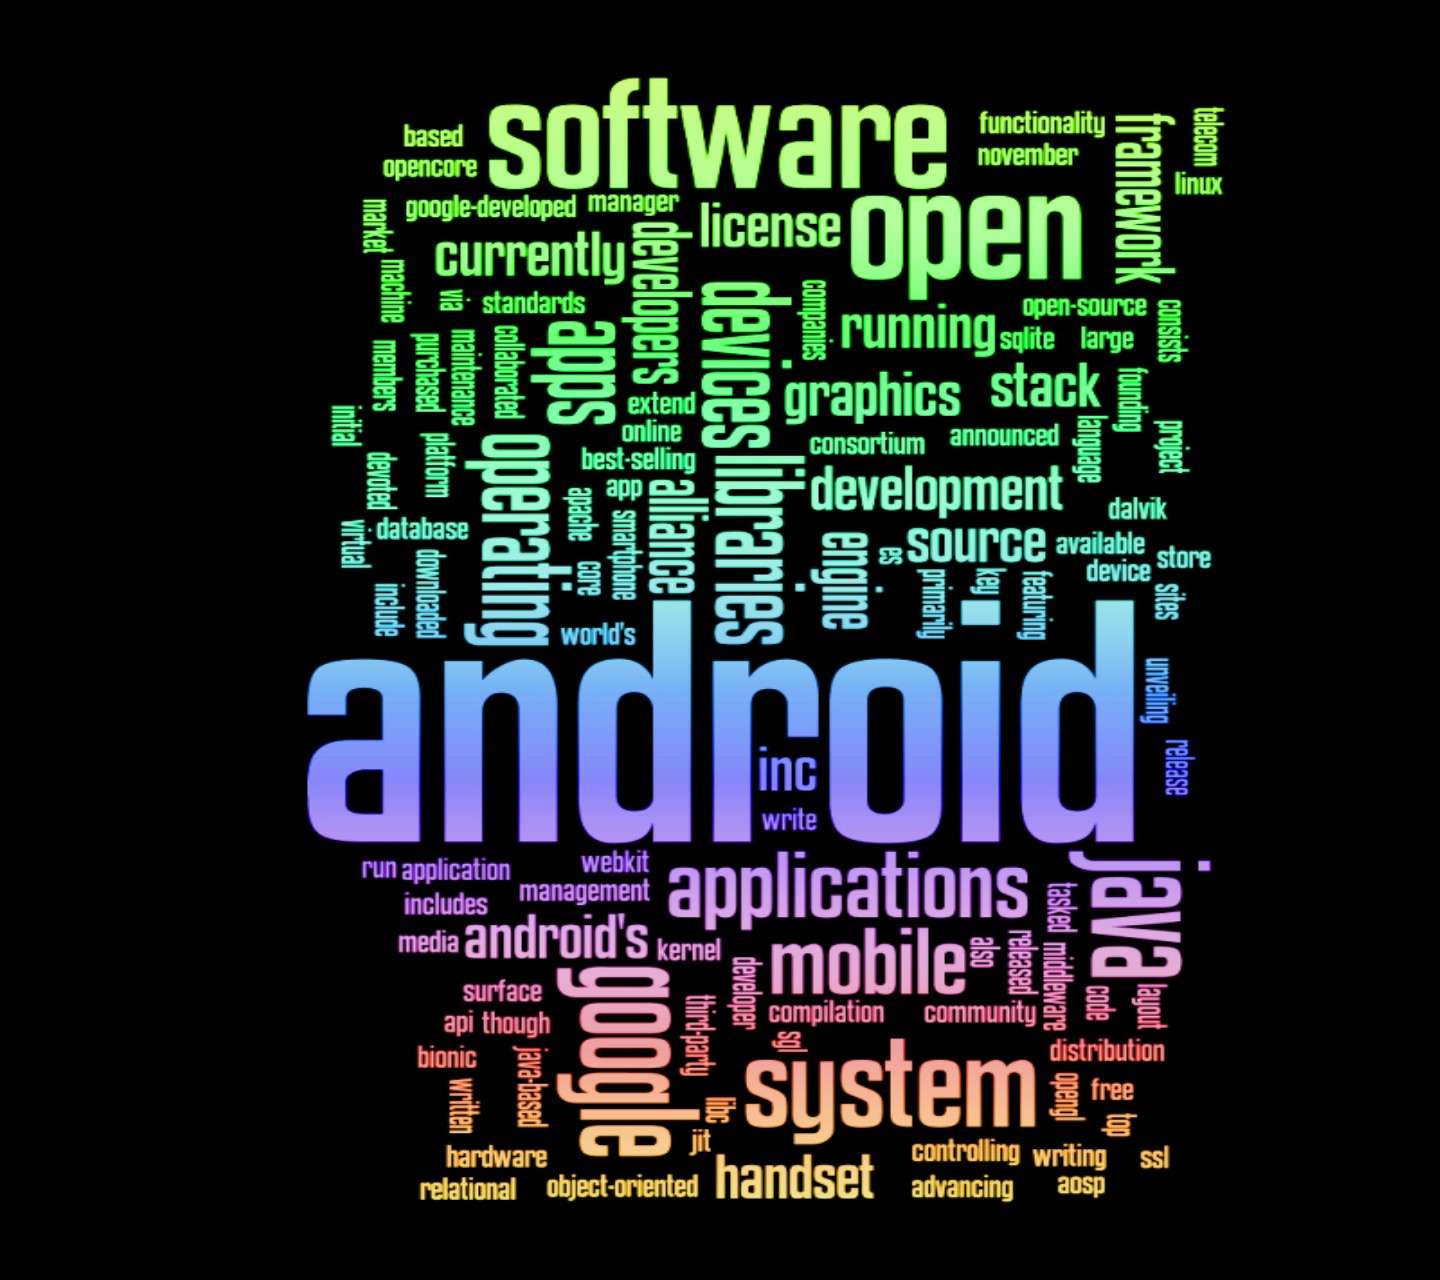 software
functionality
framework
telecom
based
november
opencore
linux
market
google-developed
manager
developers
license
open
currently
machine
via
standards
devices
companies
open-source
consists
running
sqlite
large
members
purchased
maintenance
collaborated
apps
graphics
stack
founding
extend
initial
online
consortium
announced
language
project
platform
operating
best-selling
libraries
devoted
app
alliance
development
apache
smartphone
dalvik
virtual
database
engine
es
source
available
store
downloaded
core
device
include
primarily
key
featuring
sites
world's
android
unveiling
inc
release
write
run
application
webkit
applications
java
includes
management
tasked
media
android's
kernel
mobile
also
released
middleware
google
developer
surface
third-party
compilation
community
code
layout
api
though
sql
system
bionic
java-based
distribution
written
libc
opengl
free
top
jit
hardware
controlling
writing
ssl
relational
object-oriented
handset
advancing
aosp